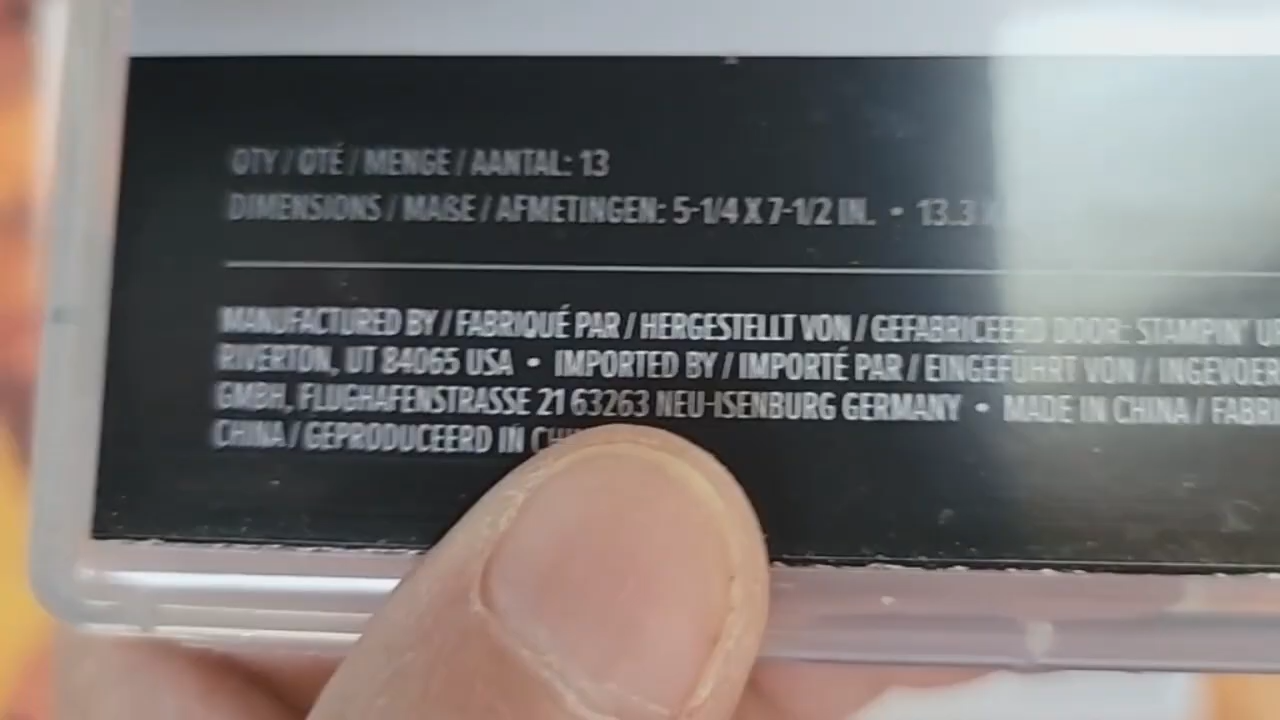 QTY / QTÉ / MENGE / AANTAL: 13
DIMENSIONS / MAßE / AFMETINGEN: 5-1/4 X 7-1/2 IN. • 13.3 X
MANUFACTURED BY / FABRIQUÉ PAR / HERGESTELLT VON / GEFABRICEERD DOOR: STAMPIN' U
RIVERTON, UT 84065 USA • IMPORTED BY / IMPORTÉ PAR / EINGEFÜHRT VON / INGEVOER
GMBH, FLUGHAFENSTRASSE 21 63263 NEU-ISENBURG GERMANY • MADE IN CHINA / FABRI
CHINA / GEPRODUCEERD IN CHI